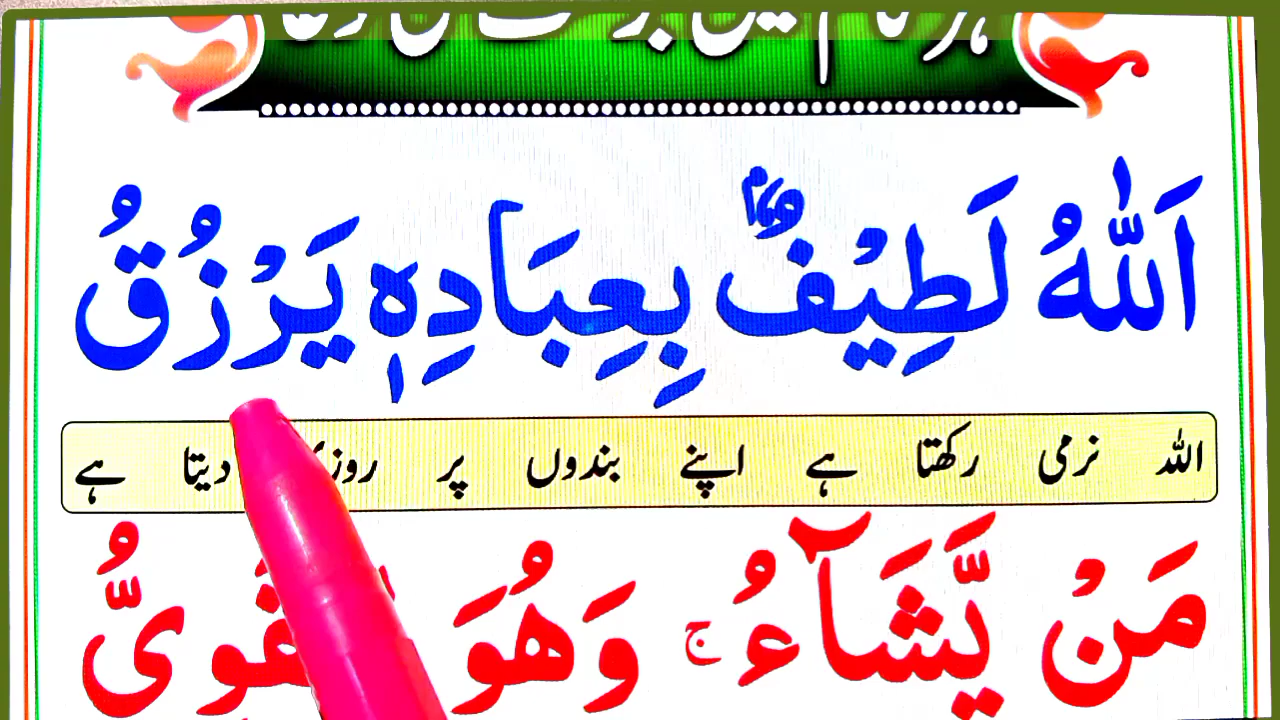 اَللّٰهُ لَطِيْفٌۢ بِعِبَادِهٖ يَرْزُقُ
اللہ نرمی رکھتا ہے اپنے بندوں پر دیتا ہے
مَنْ يَّشَآءُ ۚ وَهُوَ